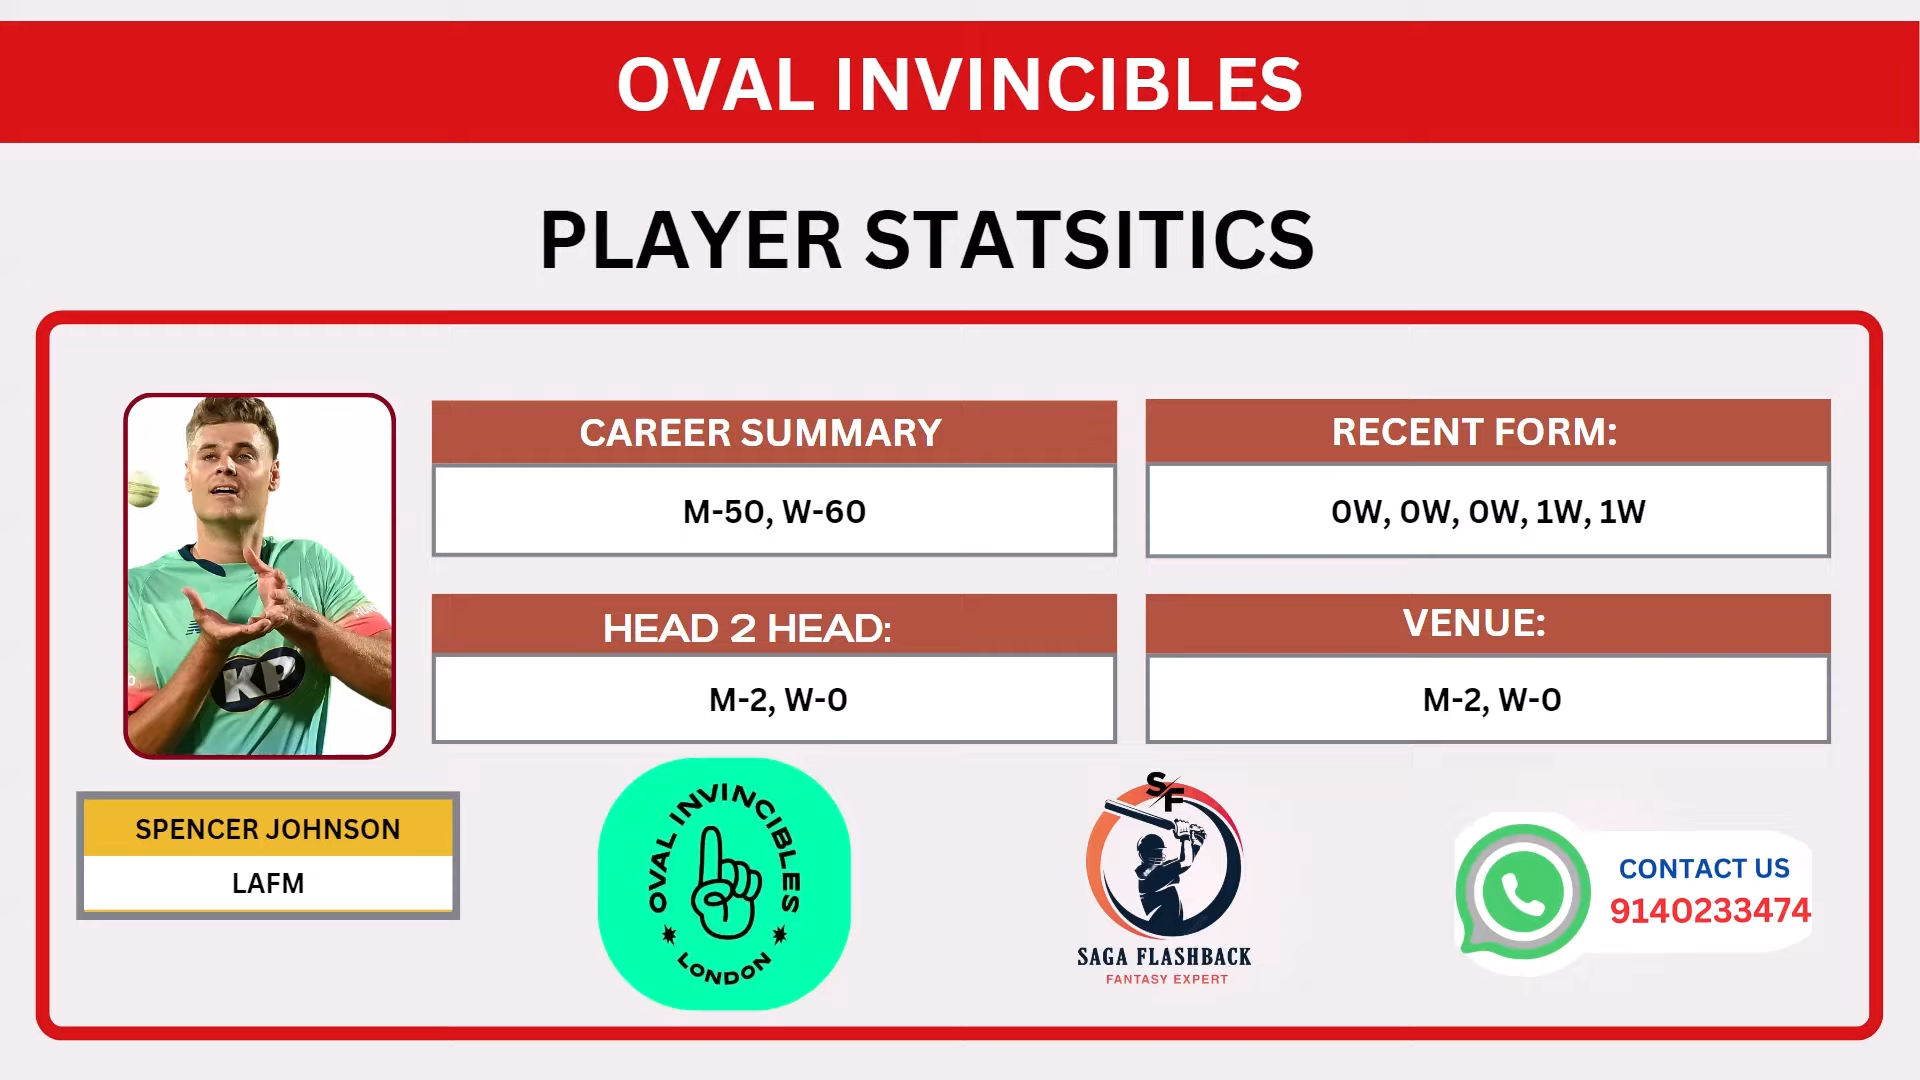 OVAL INVINCIBLES
PLAYER STATSITICS
CAREER SUMMARY
M-50, W-60
RECENT FORM:
0W, 0W, 0W, 1W, 1W
HEAD 2 HEAD:
M-2, W-0
VENUE:
M-2, W-0
KP
SPENCER JOHNSON
LAFM
OVAL INVINCIBLES
LONDON
SF
SAGA FLASHBACK
FANTASY EXPERT
CONTACT US
9140233474